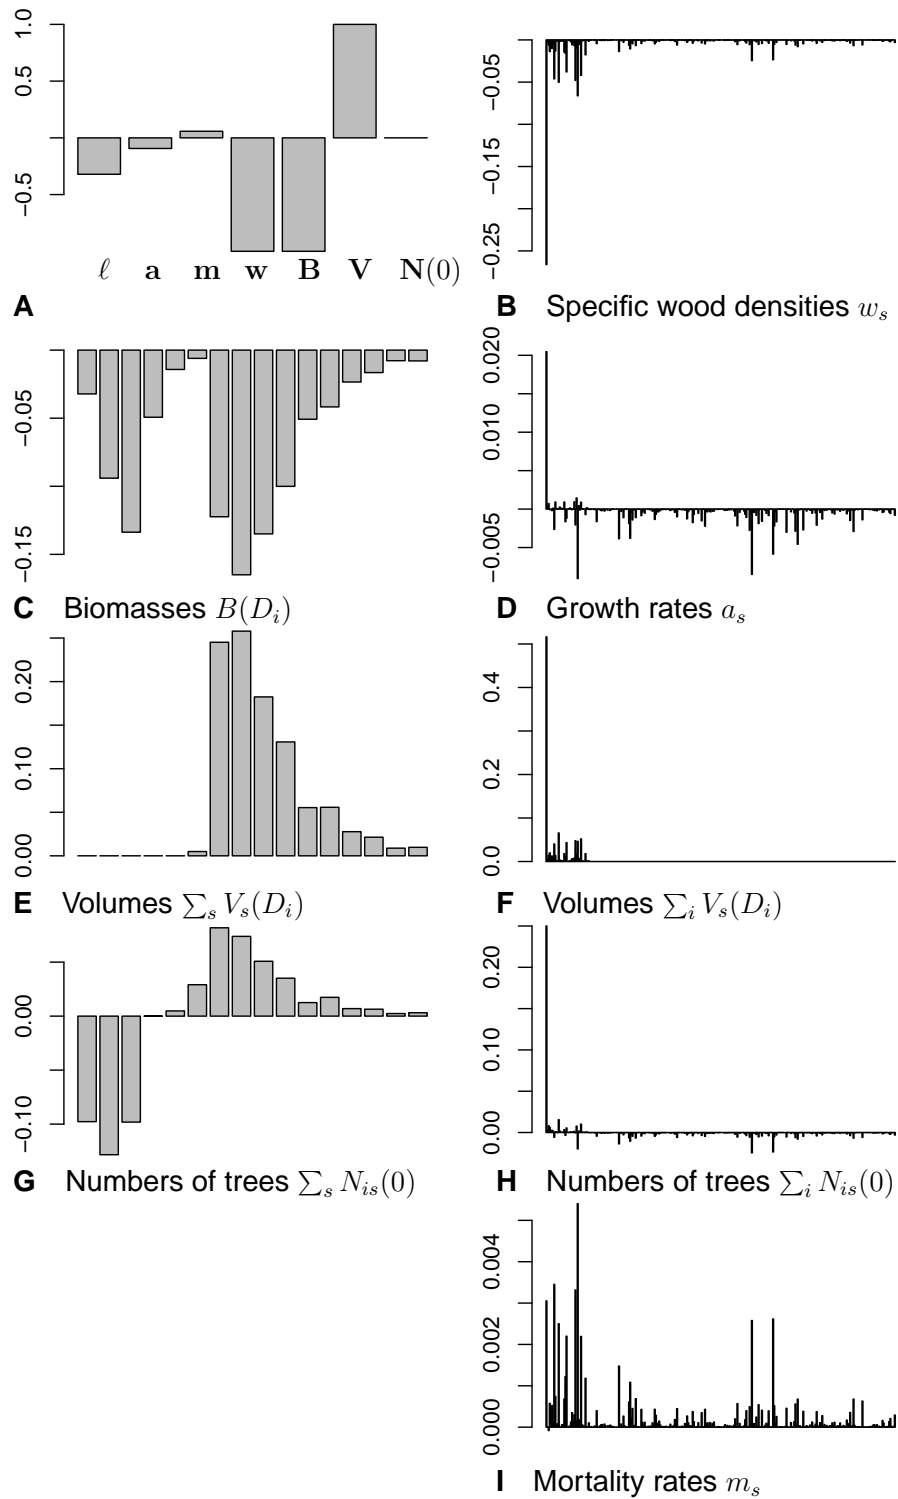 1.0
0.5
−0.5
ℓ a m w B V N(0)
A
−0.05
−0.15
−0.25
B Specific wood densities w_s
−0.05
−0.15
C Biomasses B(D_i)
0.020
0.010
−0.005
D Growth rates a_s
0.20
0.10
0.00
E Volumes ∑_s V_s(D_i)
0.4
0.2
0.0
F Volumes ∑_i V_s(D_i)
0.00
−0.10
G Numbers of trees ∑_s N_{is}(0)
0.20
0.10
0.00
H Numbers of trees ∑_i N_{is}(0)
0.004
0.002
0.000
I Mortality rates m_s